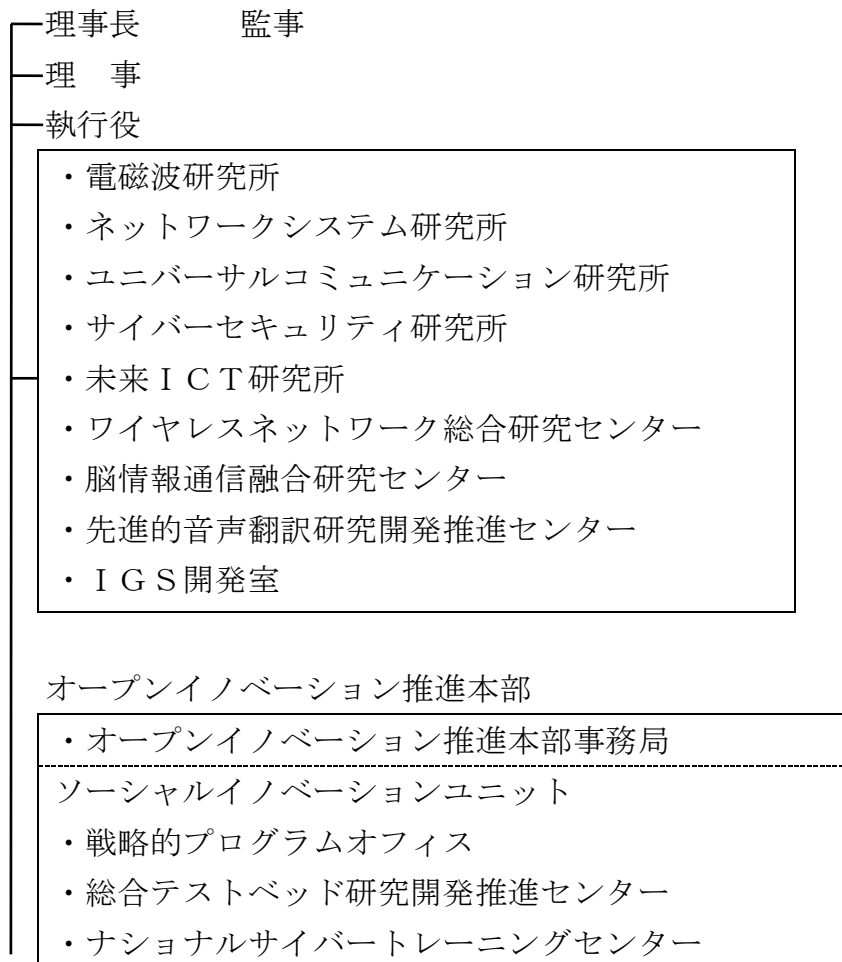 理事長　　　監事
理　事
執行役
・電磁波研究所
・ネットワークシステム研究所
・ユニバーサルコミュニケーション研究所
・サイバーセキュリティ研究所
・未来ＩＣＴ研究所
・ワイヤレスネットワーク総合研究センター
・脳情報通信融合研究センター
・先進的音声翻訳研究開発推進センター
・ＩＧＳ開発室
オープンイノベーション推進本部
・オープンイノベーション推進本部事務局
ソーシャルイノベーションユニット
・戦略的プログラムオフィス
・総合テストベッド研究開発推進センター
・ナショナルサイバートレーニングセンター